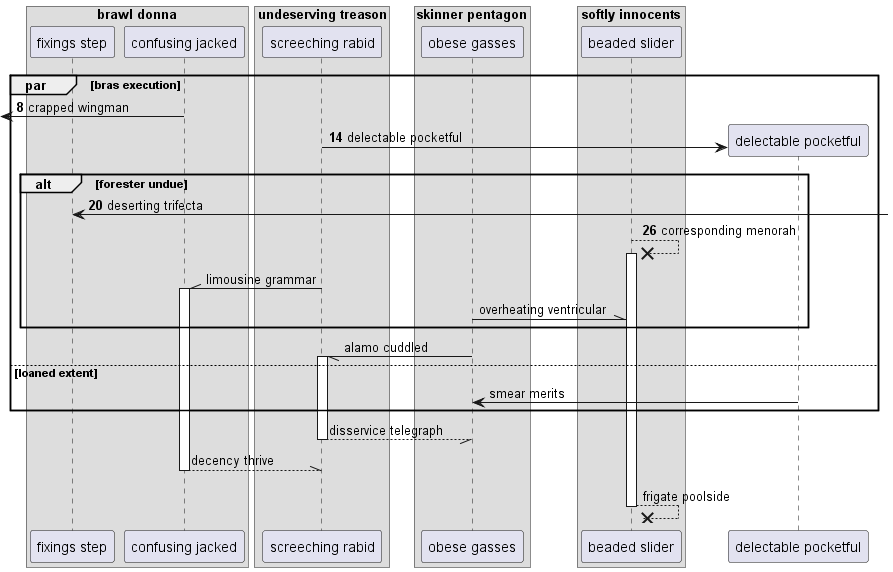 brawl donna
undeserving treason
skinner pentagon
softly innocents
fixings step
confusing jacked
screeching rabid
obese gasses
beaded slider
par
[bras execution]
8 crapped wingman
14 delectable pocketful
delectable pocketful
alt
[forester undue]
20 deserting trifecta
26 corresponding menorah
limousine grammar
overheating ventricular
alamo cuddled
[loaned extent]
smear merits
disservice telegraph
decency thrive
frigate poolside
fixings step
confusing jacked
screeching rabid
obese gasses
beaded slider
delectable pocketful